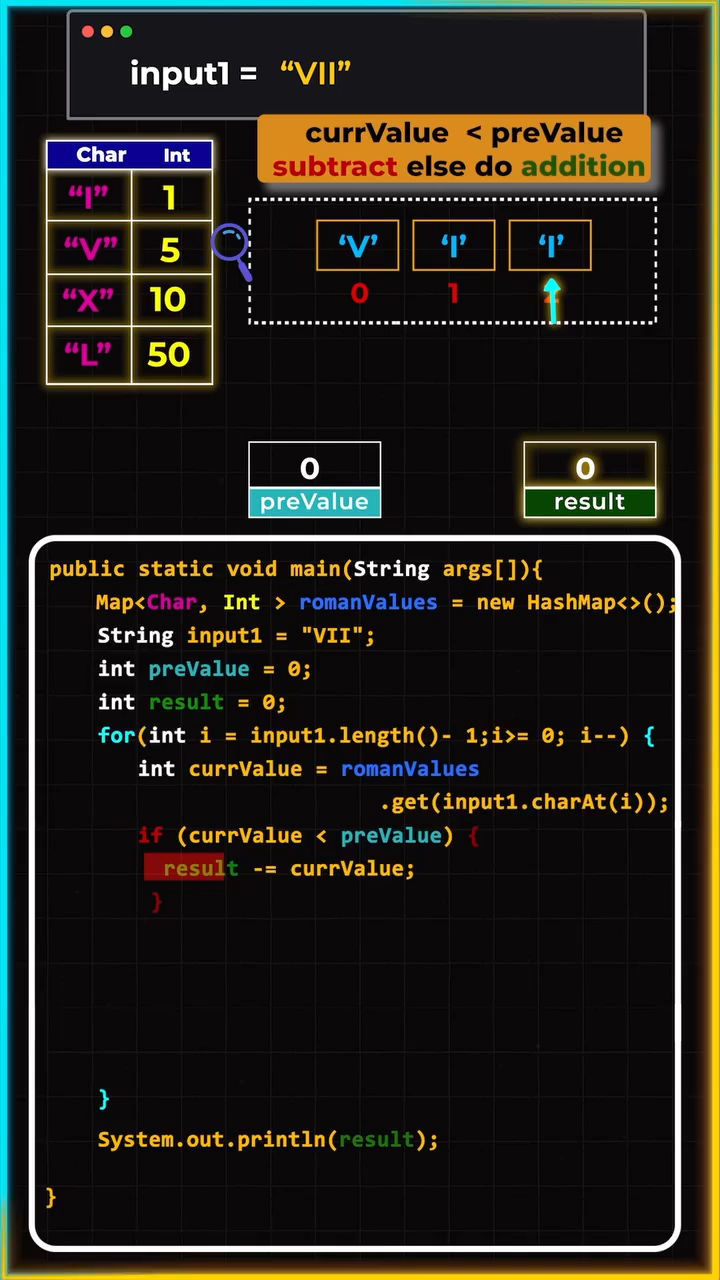 input1 = “VII”
currValue < preValue
subtract else do addition
Char Int
“I” 1
“V” 5
“X” 10
“L” 50
‘V’ ‘I’ ‘I’
0 1
0
preValue
0
result
public static void main(String args[]){
Map<Char, Int > romanValues = new HashMap<>();
String input1 = "VII";
int preValue = 0;
int result = 0;
for(int i = input1.length()- 1;i>= 0; i--) {
int currValue = romanValues
.get(input1.charAt(i));
if (currValue < preValue) {
result -= currValue;
}
}
System.out.println(result);
}